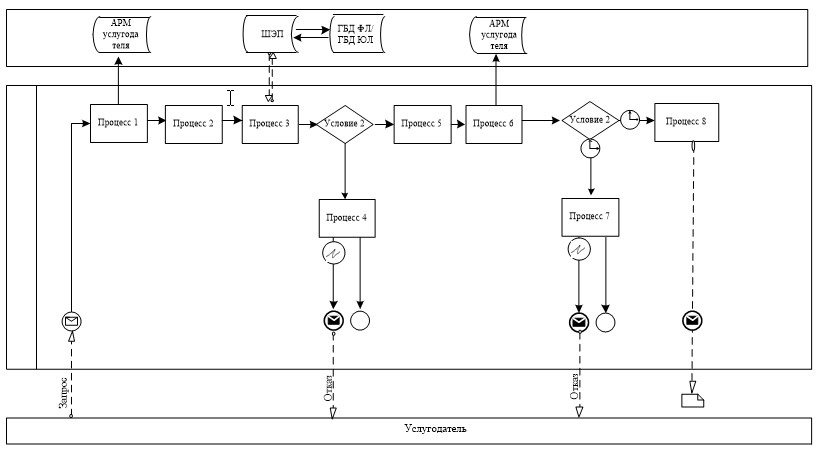 АРМ
услугода
теля
ШЭП
ГБД ФЛ/
ГБД ЮЛ
АРМ
услугода
теля
Процесс 1
Процесс 2
Процесс 3
Условие 2
Процесс 5
Процесс 6
Условие 2
Процесс 8
Процесс 4
Процесс 7
Запрос
Отказ
Отказ
Услугодатель